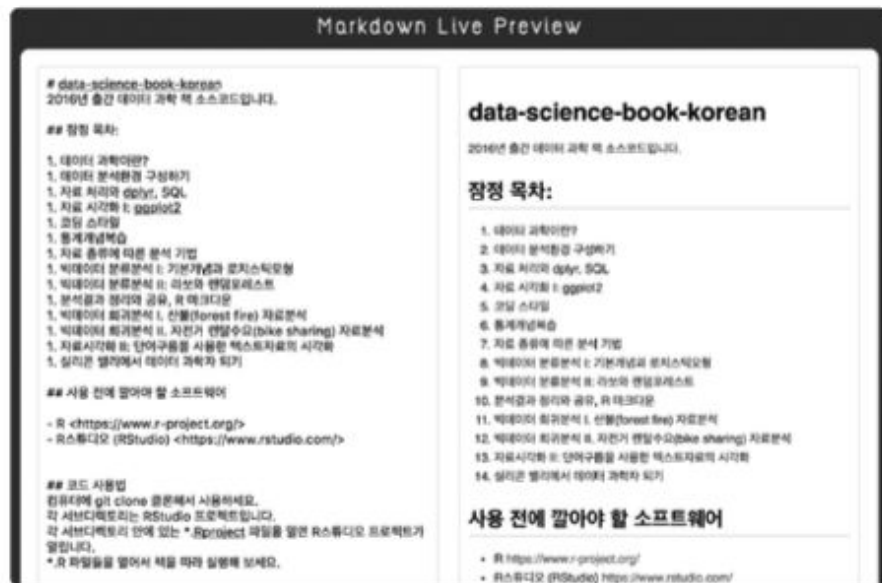 Markdown Live Preview
# data-science-book-korean
2016년 출간 데이터 과학 책 소스코드입니다.
## 잠정 목차:
1. 데이터 과학이란?
1. 데이터 분석환경 구성하기
1. 자료 처리와 dplyr, SQL
1. 자료 시각화 I: ggplot2
1. 코딩 스타일
1. 통계개념복습
1. 자료 종류에 따른 분석 기법
1. 빅데이터 분류분석 I: 기본개념과 로지스틱모형
1. 빅데이터 분류분석 II: 라쏘와 랜덤포레스트
1. 분석결과 정리와 공유, R 마크다운
1. 빅데이터 회귀분석 I. 산불(forest fire) 자료분석
1. 빅데이터 회귀분석 II. 자전거 렌탈수요(bike sharing) 자료분석
1. 자료시각화 II: 단어구름을 사용한 텍스트자료의 시각화
1. 실리콘 밸리에서 데이터 과학자 되기
## 사용 전에 깔아야 할 소프트웨어
- R <https://www.r-project.org/>
- R스튜디오 (RStudio) <https://www.rstudio.com/>
## 코드 사용법
컴퓨터에 git clone 클론해서 사용하세요.
각 서브디렉토리는 RStudio 프로젝트입니다.
각 서브디렉토리 안에 있는 *.Rproject 파일를 열면 R스튜디오 프로젝트가
열립니다.
*.R 파일들을 열어서 책을 따라 실행해 보세요.
data-science-book-korean
2016년 출간 데이터 과학 책 소스코드입니다.
잠정 목차:
1. 데이터 과학이란?
2. 데이터 분석환경 구성하기
3. 자료 처리와 dplyr, SQL
4. 자료 시각화 I: ggplot2
5. 코딩 스타일
6. 통계개념복습
7. 자료 종류에 따른 분석 기법
8. 빅데이터 분류분석 I: 기본개념과 로지스틱모형
9. 빅데이터 분류분석 II: 라쏘와 랜덤포레스트
10. 분석결과 정리와 공유, R 마크다운
11. 빅데이터 회귀분석 I. 산불(forest fire) 자료분석
12. 빅데이터 회귀분석 II. 자전거 렌탈수요(bike sharing) 자료분석
13. 자료시각화 II: 단어구름을 사용한 텍스트자료의 시각화
14. 실리콘 밸리에서 데이터 과학자 되기
사용 전에 깔아야 할 소프트웨어
• R https://www.r-project.org/
• R스튜디오 (RStudio) https://www.rstudio.com/